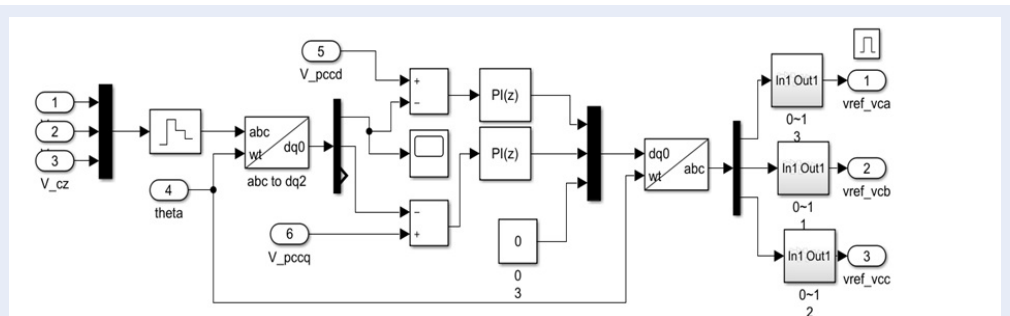 5
V_pccd
1
2
3
V_cz
4
theta
abc
wt
dq0
abc to dq2
+
−
PI(z)
PI(z)
−
+
6
V_pccq
0
0
3
dq0
wt
abc
In1 Out1
0~1
3
1
vref_vca
In1 Out1
0~1
1
2
vref_vcb
In1 Out1
0~1
2
3
vref_vcc